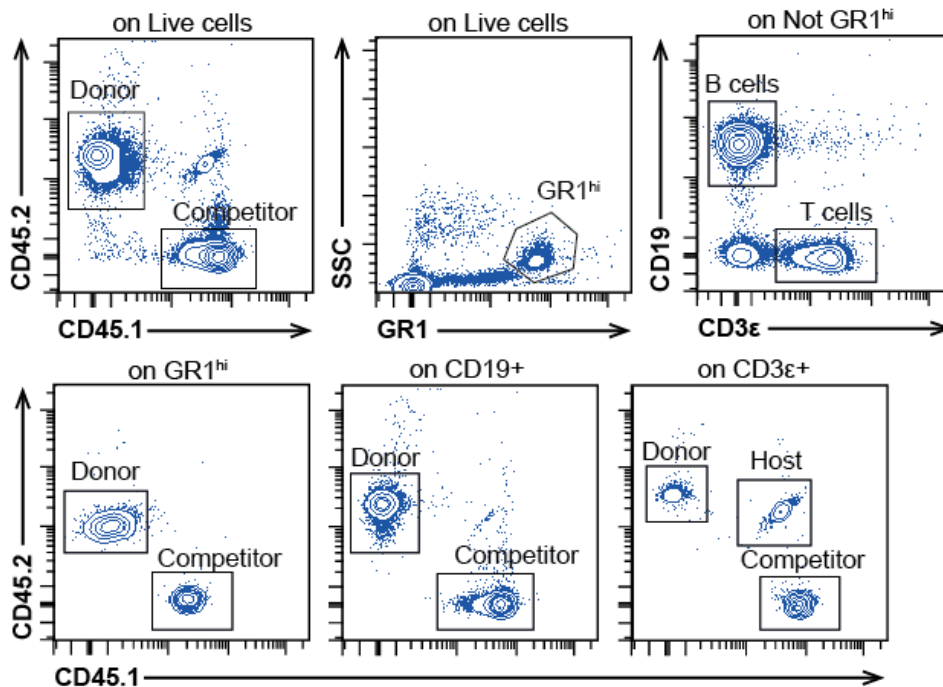 on Live cells
on Live cells
on Not GR1hi
CD45.2
Donor
Competitor
CD45.1
SSC
GR1hi
GR1
CD19
B cells
T cells
CD3ε
on GR1hi
on CD19+
on CD3ε+
CD45.2
Donor
Competitor
Donor
Competitor
Donor
Host
Competitor
CD45.1